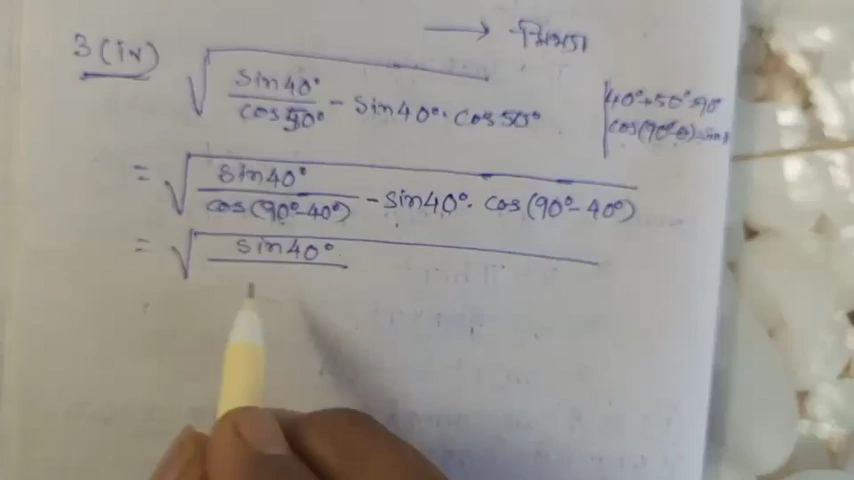 3(iv)
√(sin40°/cos50° - sin40°·cos50°)
40°+50°=90°
cos(90°-θ)=sinθ
= √(sin40°/cos(90°-40°) - sin40°·cos(90°-40°))
= √(sin40°